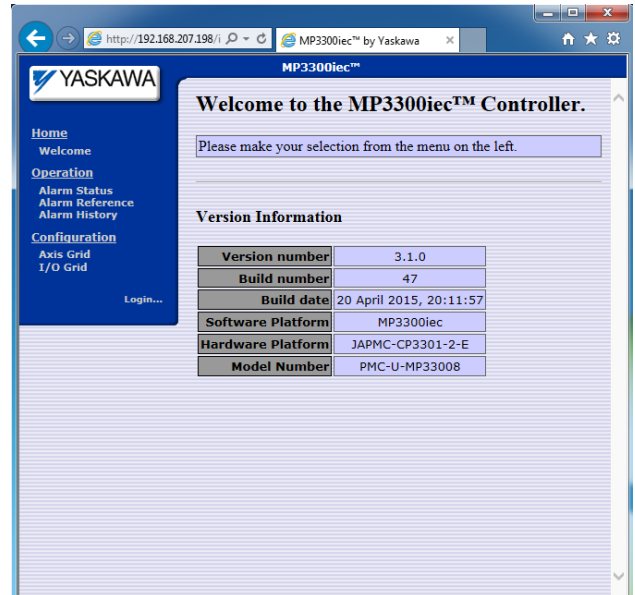 http://192.168.207.198/i
MP3300iec™ by Yaskawa
YASKAWA
MP3300iec™
Home
Welcome
Operation
Alarm Status
Alarm Reference
Alarm History
Configuration
Axis Grid
I/O Grid
Login...
Welcome to the MP3300iec™ Controller.
Please make your selection from the menu on the left.
Version Information
Version number 3.1.0
Build number 47
Build date 20 April 2015, 20:11:57
Software Platform MP3300iec
Hardware Platform JAPMC-CP3301-2-E
Model Number PMC-U-MP33008